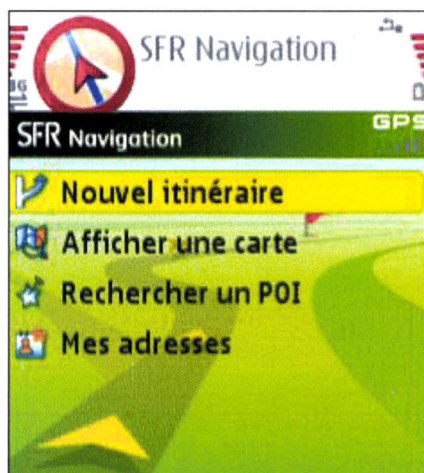 SFR Navigation
SFR Navigation
GPS
Nouvel itinéraire
Afficher une carte
Rechercher un POI
Mes adresses